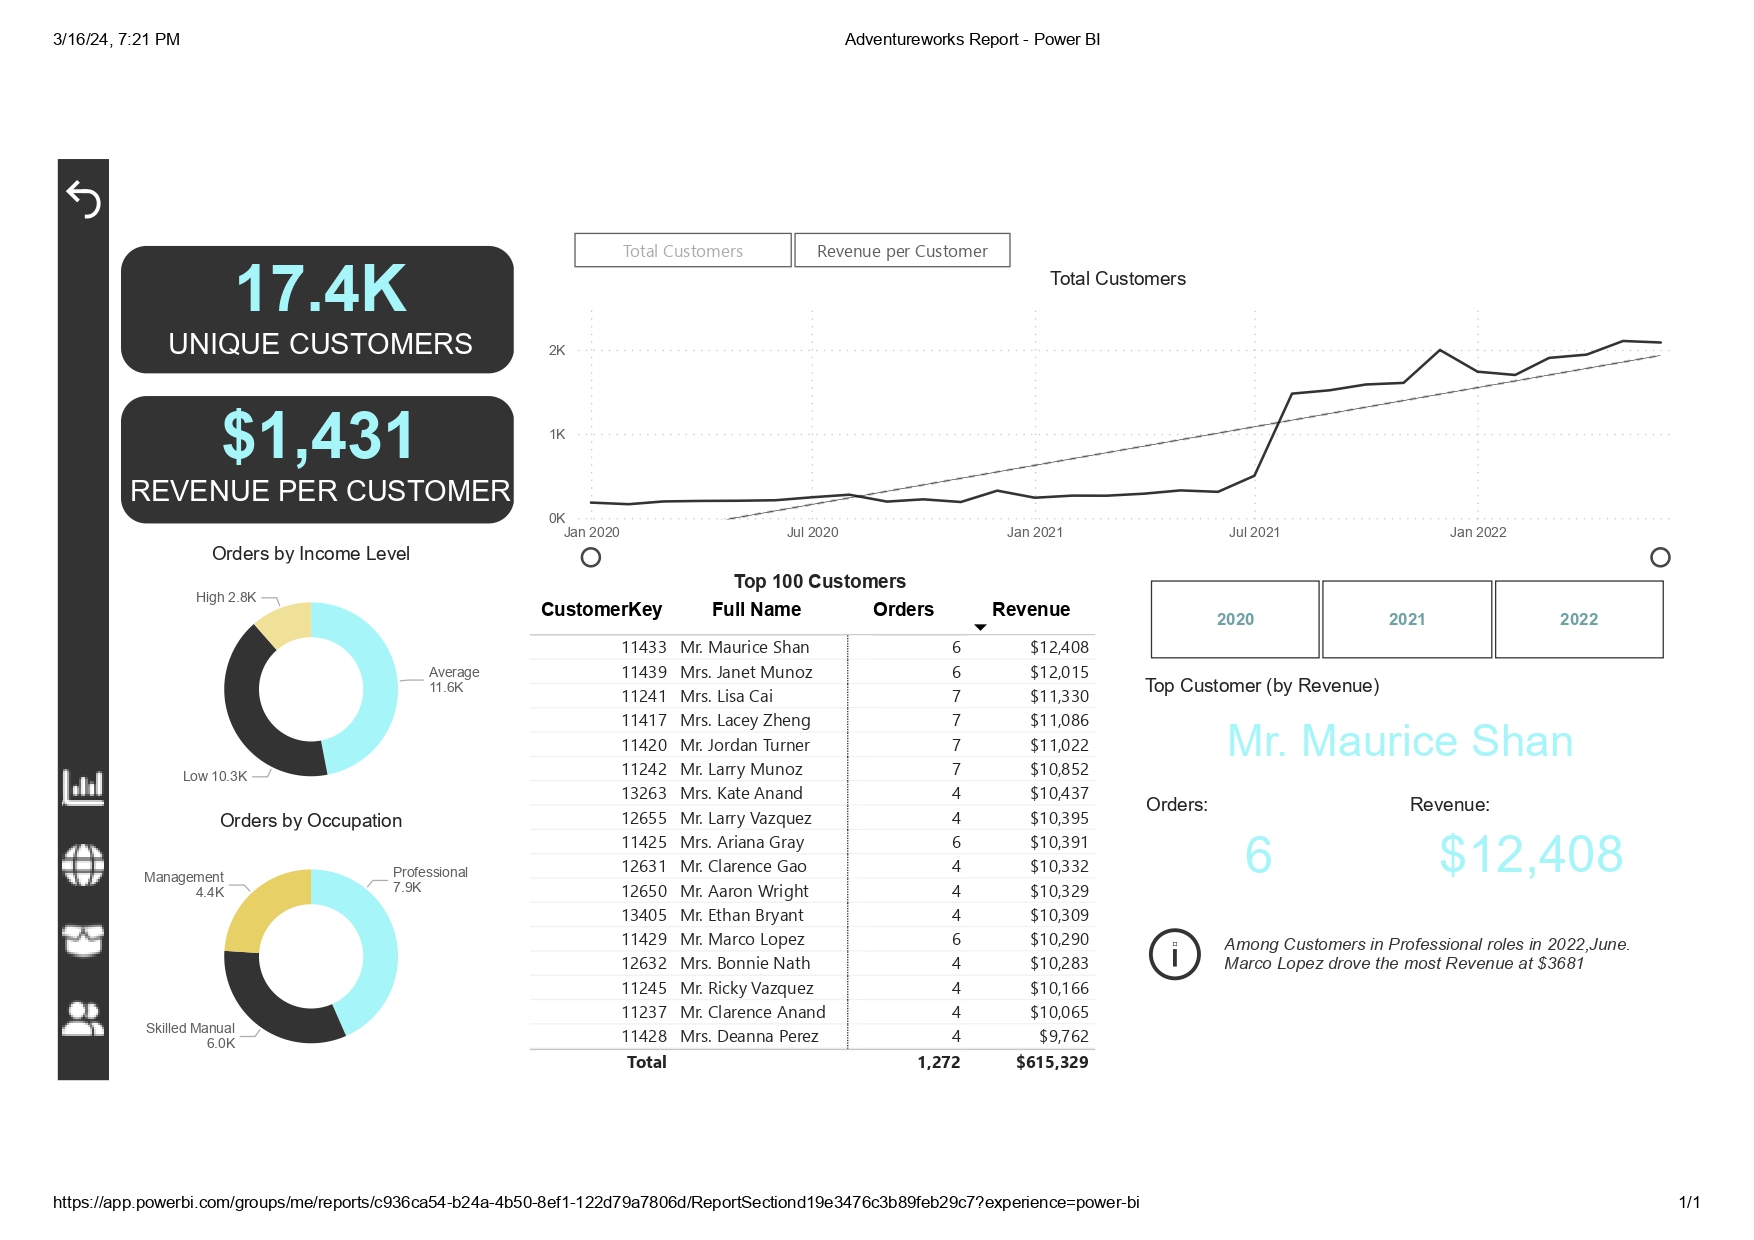 3/16/24, 7:21 PM
Adventureworks Report - Power BI
17.4K
UNIQUE CUSTOMERS
$1,431
REVENUE PER CUSTOMER
Total Customers
Revenue per Customer
Total Customers
2K
1K
0K
Jan 2020
Jul 2020
Jan 2021
Jul 2021
Jan 2022
Orders by Income Level
High 2.8K
Average
11.6K
Low 10.3K
Orders by Occupation
Management
4.4K
Professional
7.9K
Skilled Manual
6.0K
Top 100 Customers
CustomerKey Full Name Orders Revenue
11433 Mr. Maurice Shan 6 $12,408
11439 Mrs. Janet Munoz 6 $12,015
11241 Mrs. Lisa Cai 7 $11,330
11417 Mrs. Lacey Zheng 7 $11,086
11420 Mr. Jordan Turner 7 $11,022
11242 Mr. Larry Munoz 7 $10,852
13263 Mrs. Kate Anand 4 $10,437
12655 Mr. Larry Vazquez 4 $10,395
11425 Mrs. Ariana Gray 6 $10,391
12631 Mr. Clarence Gao 4 $10,332
12650 Mr. Aaron Wright 4 $10,329
13405 Mr. Ethan Bryant 4 $10,309
11429 Mr. Marco Lopez 6 $10,290
12632 Mrs. Bonnie Nath 4 $10,283
11245 Mr. Ricky Vazquez 4 $10,166
11237 Mr. Clarence Anand 4 $10,065
11428 Mrs. Deanna Perez 4 $9,762
Total 1,272 $615,329
2020
2021
2022
Top Customer (by Revenue)
Mr. Maurice Shan
Orders:
Revenue:
6
$12,408
Among Customers in Professional roles in 2022,June.
Marco Lopez drove the most Revenue at $3681
https://app.powerbi.com/groups/me/reports/c936ca54-b24a-4b50-8ef1-122d79a7806d/ReportSectiond19e3476c3b89feb29c7?experience=power-bi
1/1